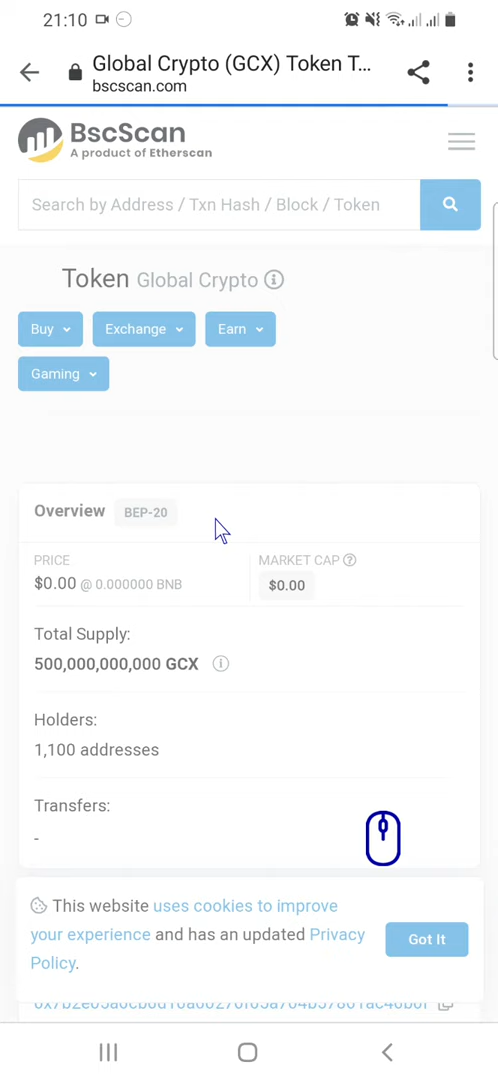 21:10
Global Crypto (GCX) Token T...
bscscan.com
BscScan
A product of Etherscan
Search by Address / Txn Hash / Block / Token
Token Global Crypto
Buy
Exchange
Earn
Gaming
Overview BEP-20
PRICE
$0.00 @ 0.000000 BNB
MARKET CAP
$0.00
Total Supply:
500,000,000,000 GCX
Holders:
1,100 addresses
Transfers:
-
This website uses cookies to improve
your experience and has an updated Privacy
Policy.
Got It